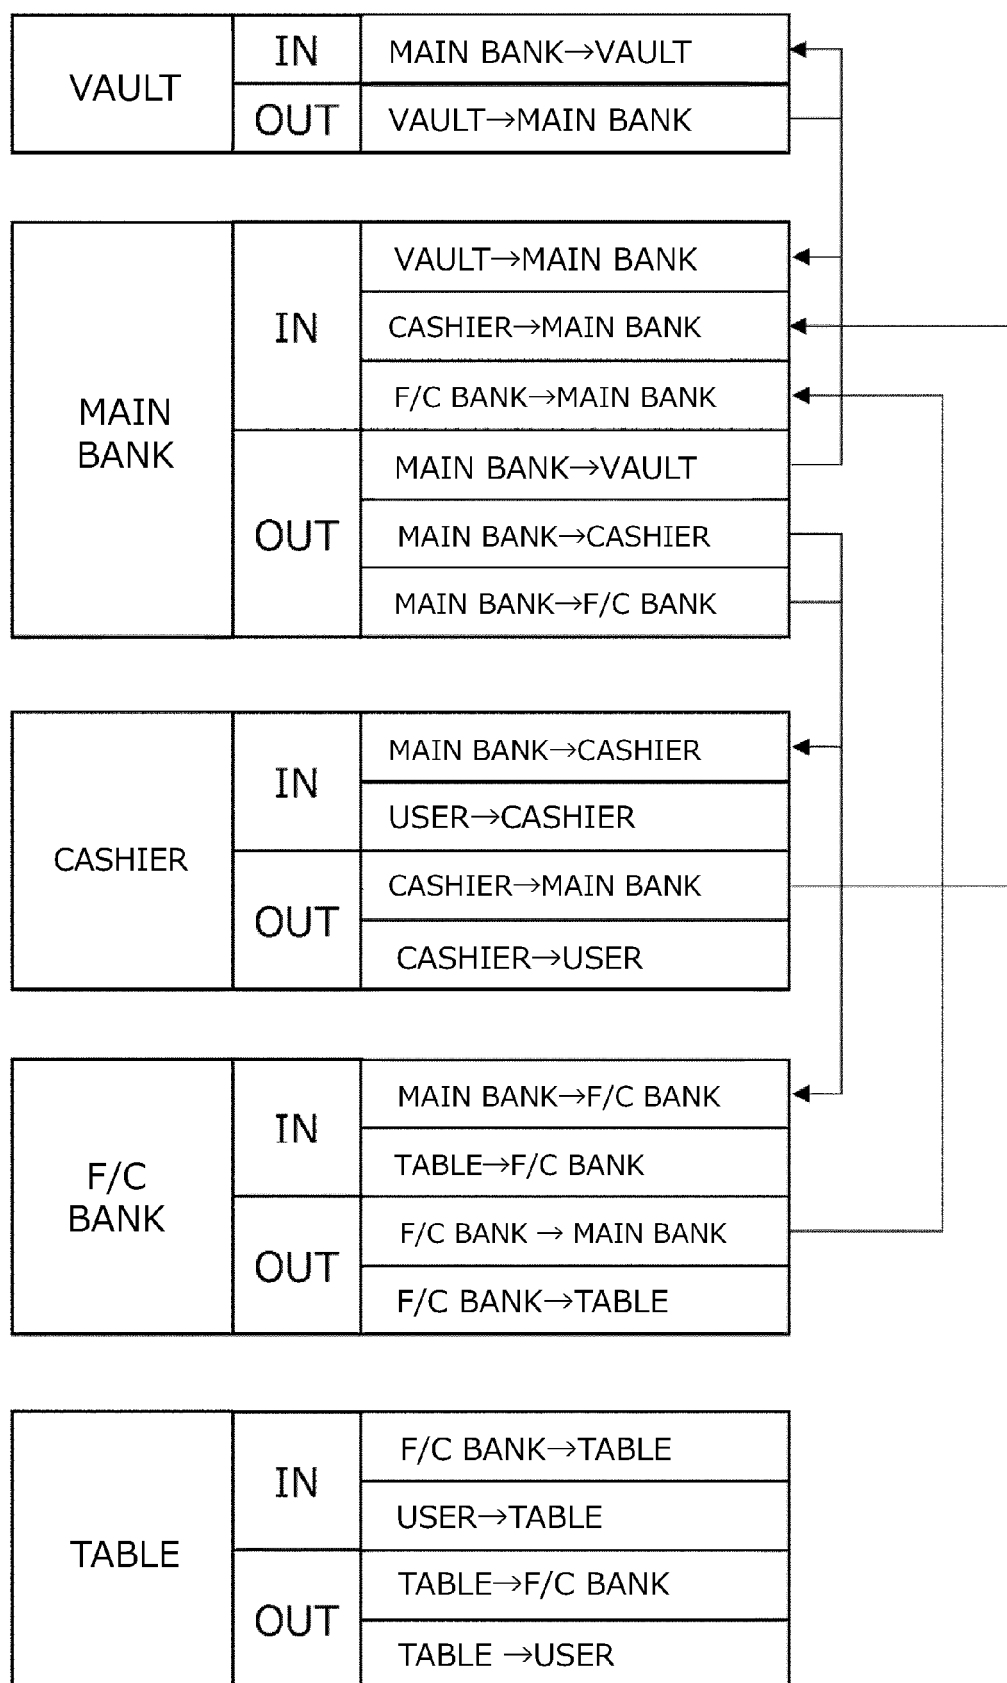 VAULT
IN
MAIN BANK→VAULT
OUT
VAULT→MAIN BANK
MAIN
BANK
IN
VAULT→MAIN BANK
CASHIER→MAIN BANK
F/C BANK→MAIN BANK
OUT
MAIN BANK→VAULT
MAIN BANK→CASHIER
MAIN BANK→F/C BANK
CASHIER
IN
MAIN BANK→CASHIER
USER→CASHIER
OUT
CASHIER→MAIN BANK
CASHIER→USER
F/C
BANK
IN
MAIN BANK→F/C BANK
TABLE→F/C BANK
OUT
F/C BANK → MAIN BANK
F/C BANK→TABLE
TABLE
IN
F/C BANK→TABLE
USER→TABLE
OUT
TABLE→F/C BANK
TABLE →USER